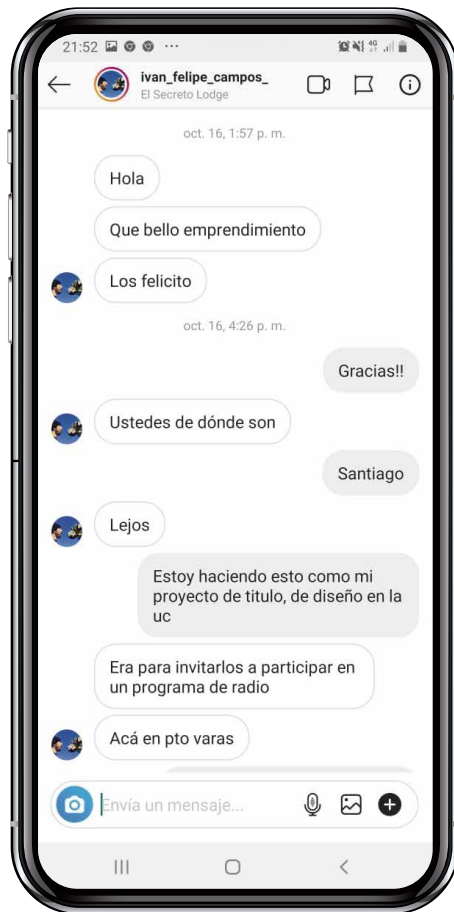 21:52 ...
4G
ivan_felipe_campos_
El Secreto Lodge
oct. 16, 1:57 p. m.
Hola
Que bello emprendimiento
Los felicito
oct. 16, 4:26 p. m.
Gracias!!
Ustedes de dónde son
Santiago
Lejos
Estoy haciendo esto como mi
proyecto de titulo, de diseño en la
uc
Era para invitarlos a participar en
un programa de radio
Acá en pto varas
Envía un mensaje...